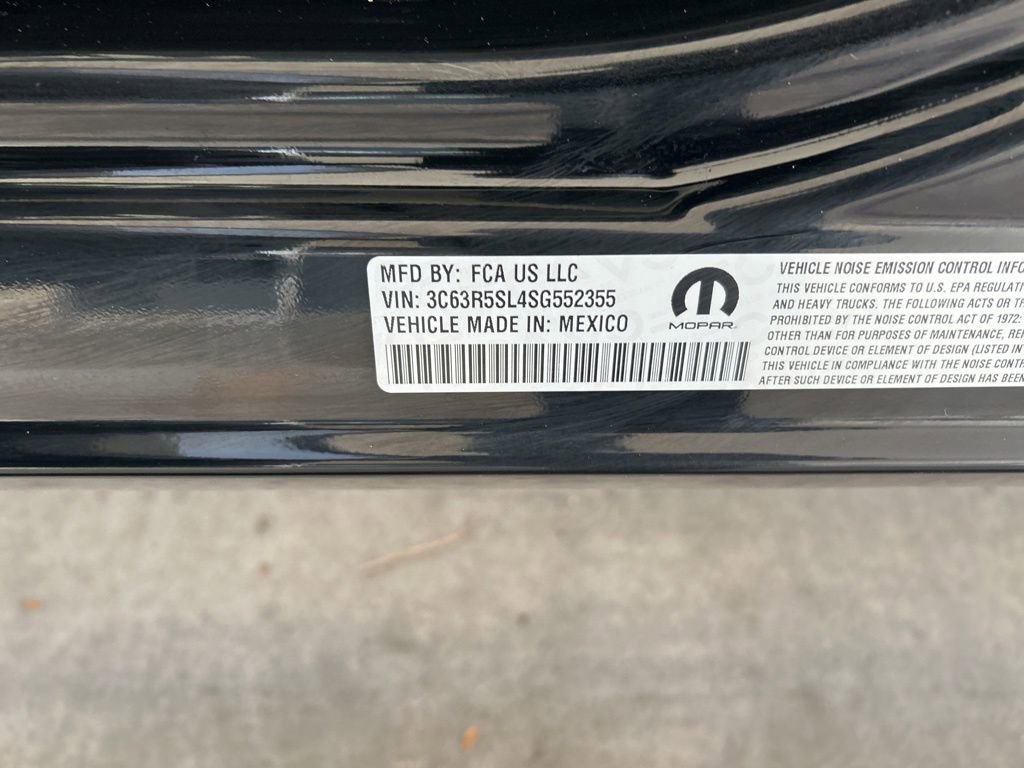 MFD BY: FCA US LLC
VIN: 3C63R5SL4SG552355
VEHICLE MADE IN: MEXICO
MOPAR
VEHICLE NOISE EMISSION CONTROL INFO
THIS VEHICLE CONFORMS TO U.S. EPA REGULATI
AND HEAVY TRUCKS. THE FOLLOWING ACTS OR TH
PROHIBITED BY THE NOISE CONTROL ACT OF 1972:
OTHER THAN FOR PURPOSES OF MAINTENANCE, REP
CONTROL DEVICE OR ELEMENT OF DESIGN (LISTED IN
THIS VEHICLE IN COMPLIANCE WITH THE NOISE CONTR
AFTER SUCH DEVICE OR ELEMENT OF DESIGN HAS BEEN